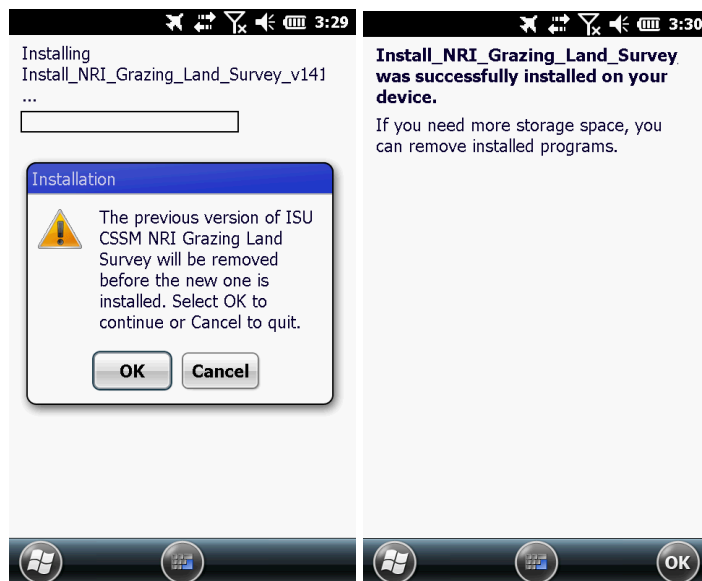 3:29
Installing
Install_NRI_Grazing_Land_Survey_v141
...
Installation
The previous version of ISU
CSSM NRI Grazing Land
Survey will be removed
before the new one is
installed. Select OK to
continue or Cancel to quit.
OK
Cancel
3:30
Install_NRI_Grazing_Land_Survey
was successfully installed on your
device.
If you need more storage space, you
can remove installed programs.
OK